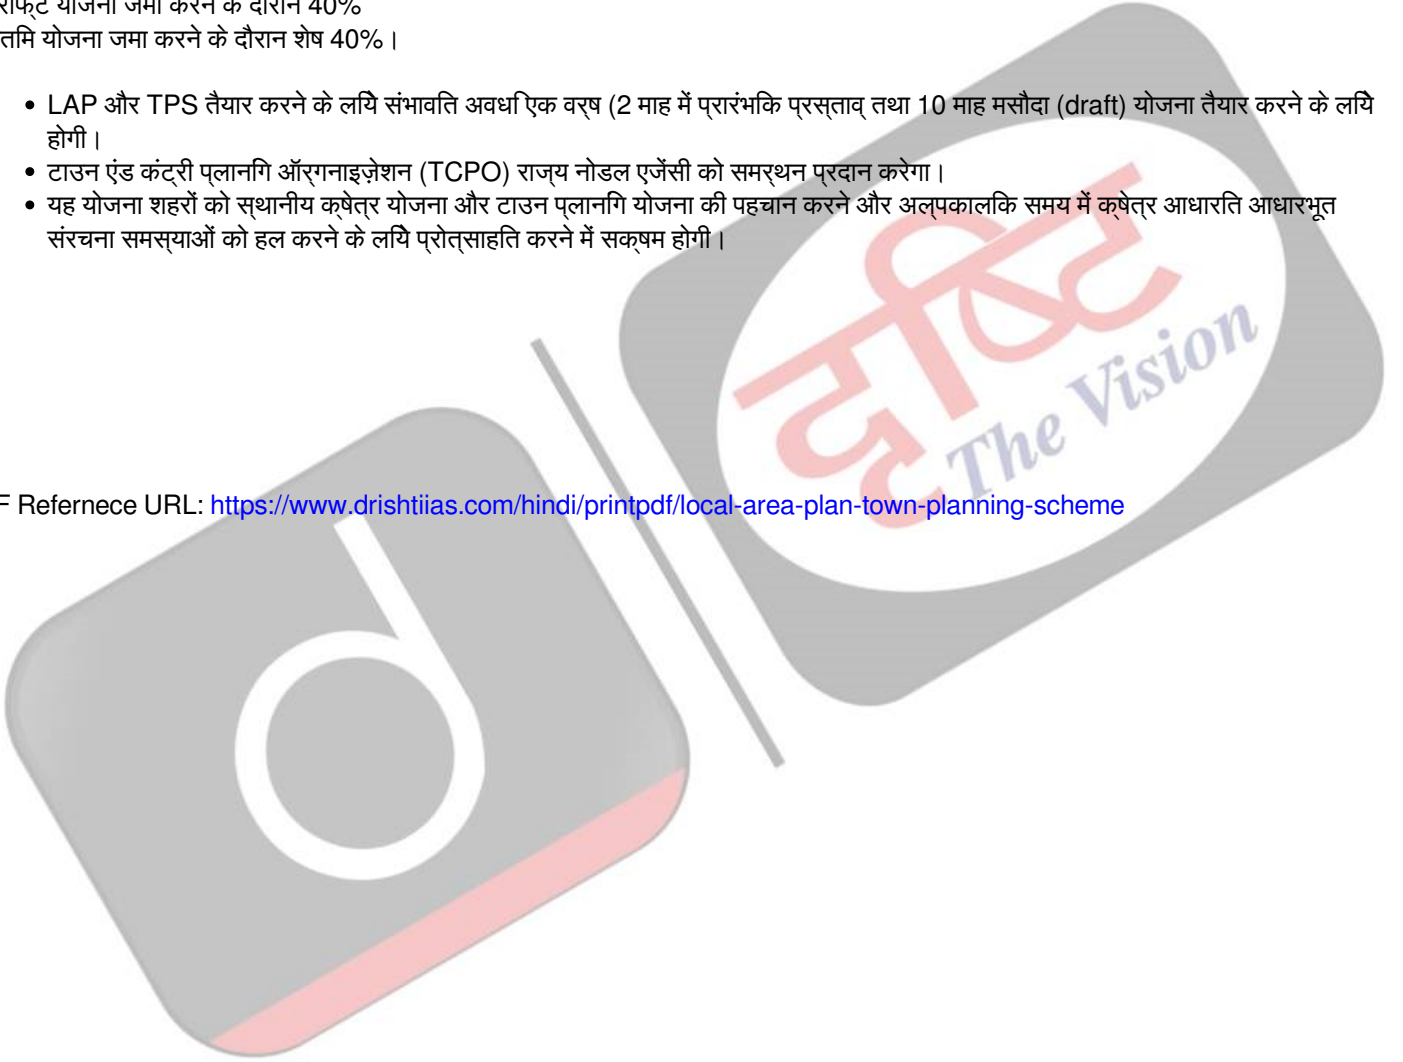 योजना जमा करने के दौरान 40%
योजना जमा करने के दौरान शेष 40%।
• LAP और TPS तैयार करने के लिये संभावित अवधि एक वर्ष (2 माह में प्रारंभिक प्रस्ताव तथा 10 माह मसौदा (draft) योजना तैयार करने के लिये
होगी।
• टाउन एंड कंट्री प्लानिंग ऑर्गनाइज़ेशन (TCPO) राज्य नोडल एजेंसी को समर्थन प्रदान करेगा।
• यह योजना शहरों को स्थानीय क्षेत्र योजना और टाउन प्लानिंग योजना की पहचान करने और अल्पकालिक समय में क्षेत्र आधारित आधारभूत
संरचना समस्याओं को हल करने के लिये प्रोत्साहित करने में सक्षम होगी।
दृष्टि
The Vision
F Refernece URL: https://www.drishtiias.com/hindi/printpdf/local-area-plan-town-planning-scheme
d